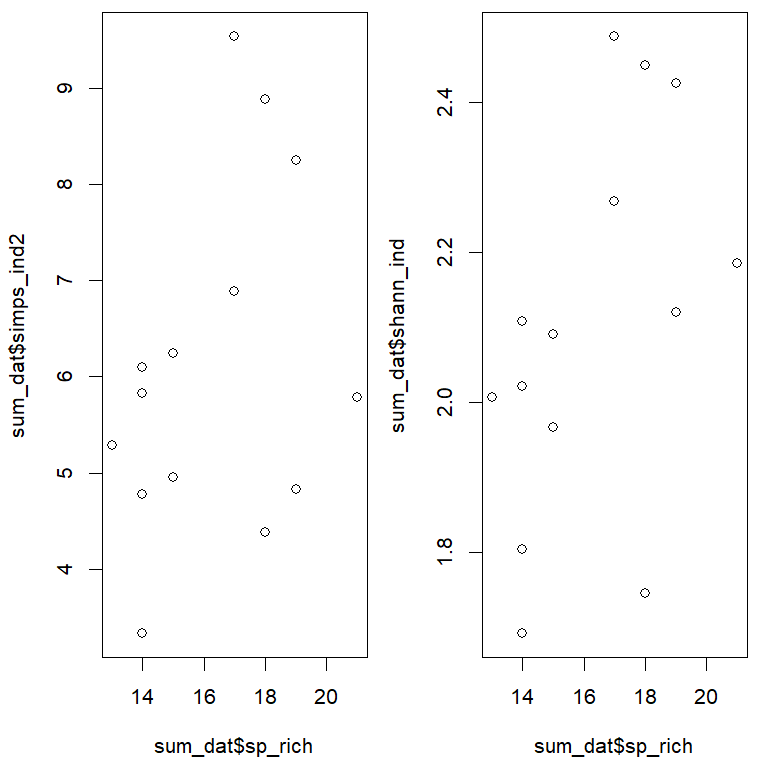 sum_dat$simps_ind2
9
8
7
6
5
4
14 16 18 20
sum_dat$sp_rich
sum_dat$shann_ind
2.4
2.2
2.0
1.8
14 16 18 20
sum_dat$sp_rich